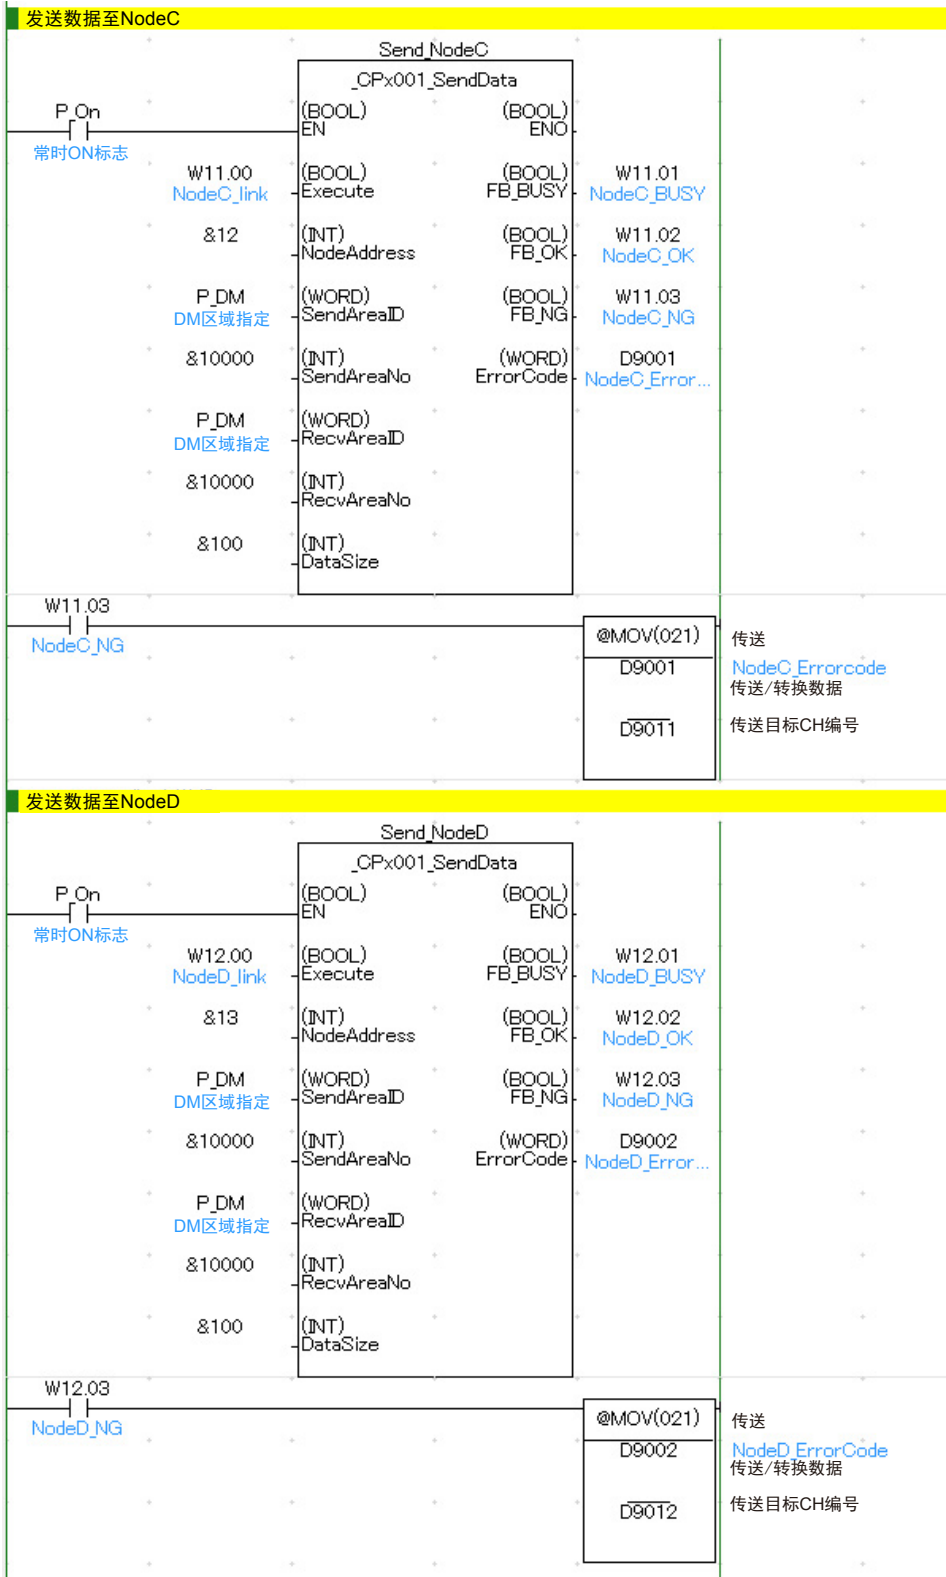 发送数据至NodeC
Send_NodeC
_CPx001_SendData
P_On
(BOOL) (BOOL)
EN ENO
常时ON标志
W11.00 (BOOL) (BOOL) W11.01
NodeC_link Execute FB_BUSY NodeC_BUSY
&12 (INT) (BOOL) W11.02
NodeAddress FB_OK NodeC_OK
P_DM (WORD) (BOOL) W11.03
DM区域指定 SendAreaID FB_NG NodeC_NG
&10000 (INT) (WORD) D9001
SendAreaNo ErrorCode NodeC_Error...
P_DM (WORD)
DM区域指定 RecvAreaID
&10000 (INT)
RecvAreaNo
&100 (INT)
DataSize
W11.03
NodeC_NG
@MOV(021) 传送
D9001 NodeC_Errorcode
传送/转换数据
D9011 传送目标CH编号
发送数据至NodeD
Send_NodeD
_CPx001_SendData
P_On
(BOOL) (BOOL)
EN ENO
常时ON标志
W12.00 (BOOL) (BOOL) W12.01
NodeD_link Execute FB_BUSY NodeD_BUSY
&13 (INT) (BOOL) W12.02
NodeAddress FB_OK NodeD_OK
P_DM (WORD) (BOOL) W12.03
DM区域指定 SendAreaID FB_NG NodeD_NG
&10000 (INT) (WORD) D9002
SendAreaNo ErrorCode NodeD_Error...
P_DM (WORD)
DM区域指定 RecvAreaID
&10000 (INT)
RecvAreaNo
&100 (INT)
DataSize
W12.03
NodeD_NG
@MOV(021) 传送
D9002 NodeD_ErrorCode
传送/转换数据
D9012 传送目标CH编号